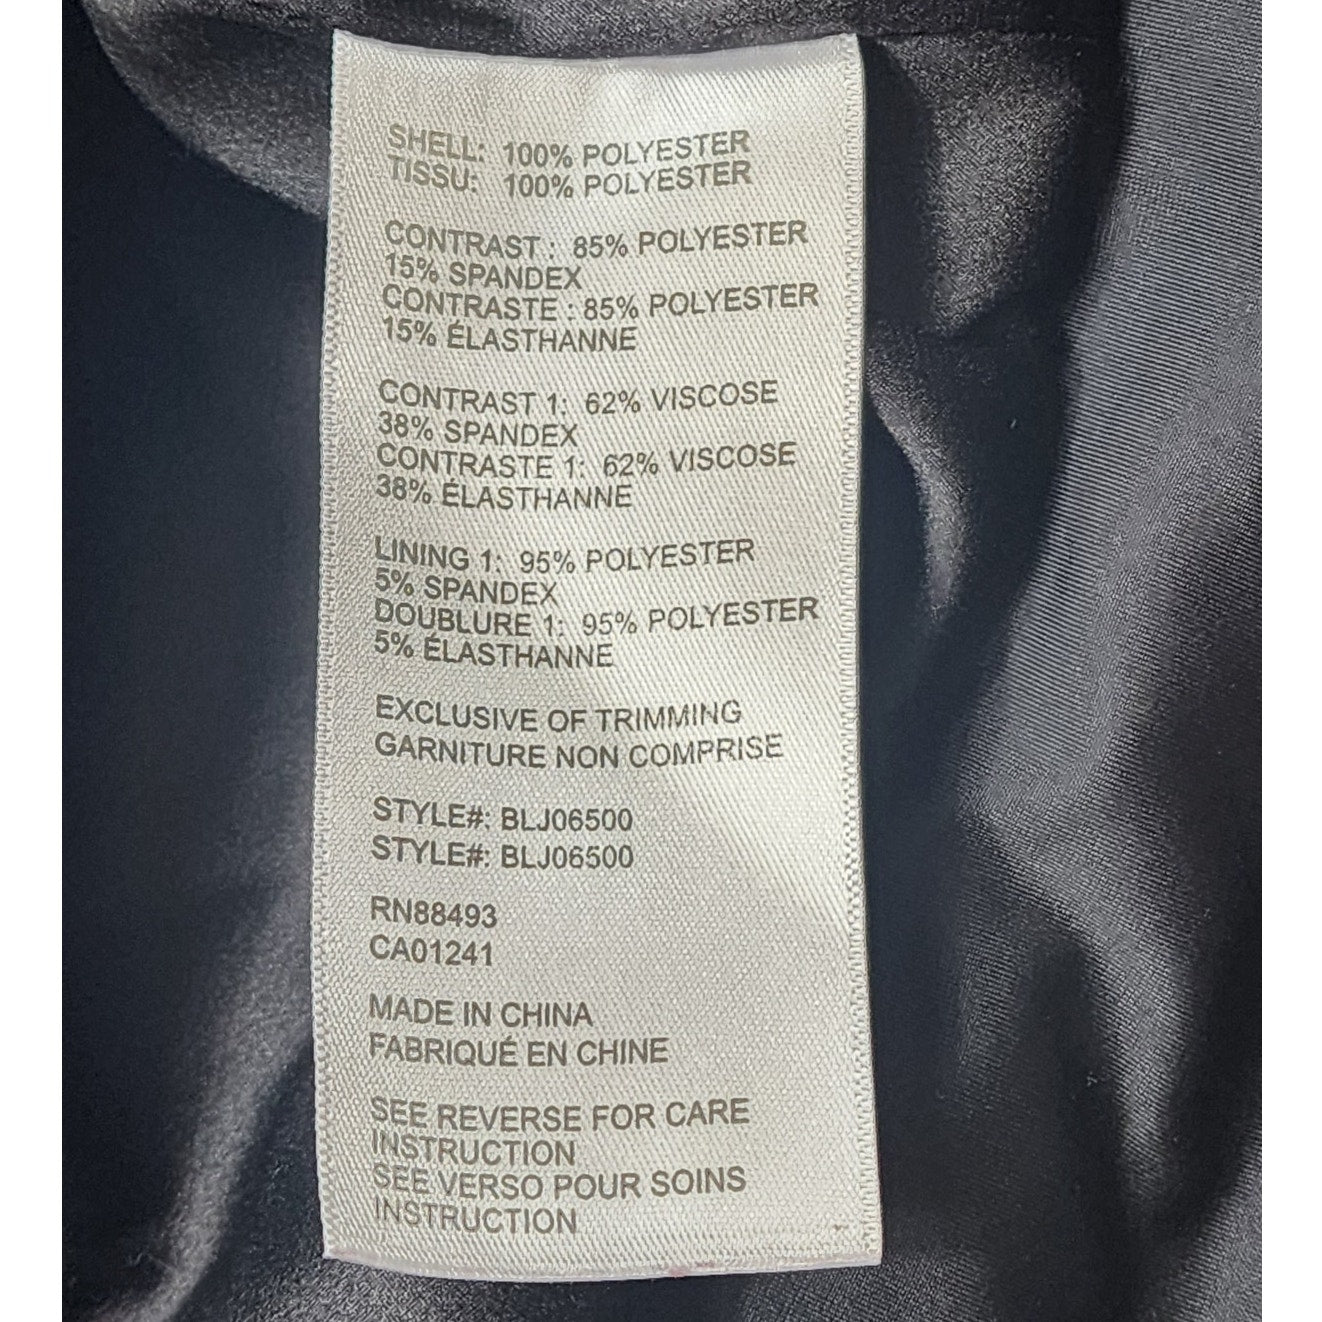 SHELL: 100% POLYESTER
TISSU: 100% POLYESTER
CONTRAST : 85% POLYESTER
15% SPANDEX
CONTRASTE : 85% POLYESTER
15% ÉLASTHANNE
CONTRAST 1: 62% VISCOSE
38% SPANDEX
CONTRASTE 1: 62% VISCOSE
38% ÉLASTHANNE
LINING 1: 95% POLYESTER
5% SPANDEX
DOUBLURE 1: 95% POLYESTER
5% ÉLASTHANNE
EXCLUSIVE OF TRIMMING
GARNITURE NON COMPRISE
STYLE#: BLJ06500
STYLE#: BLJ06500
RN88493
CA01241
MADE IN CHINA
FABRIQUÉ EN CHINE
SEE REVERSE FOR CARE
INSTRUCTION
SEE VERSO POUR SOINS
INSTRUCTION